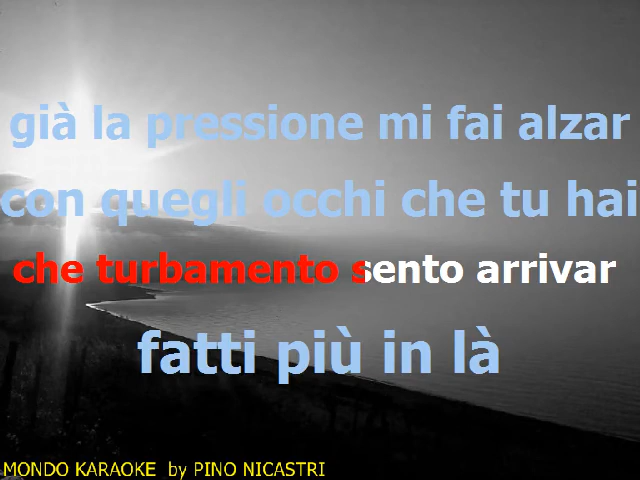 già la pressione mi fai alzar
con quegli occhi che tu hai
che turbamento sento arrivar
fatti più in là
MONDO KARAOKE by PINO NICASTRI